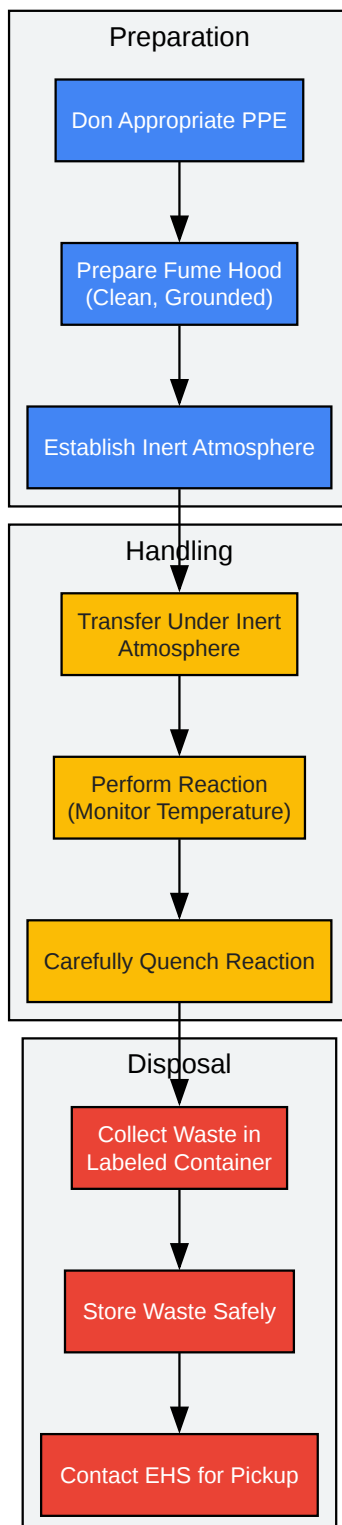 Preparation
Don Appropriate PPE
Prepare Fume Hood
(Clean, Grounded)
Establish Inert Atmosphere
Handling
Transfer Under Inert
Atmosphere
Perform Reaction
(Monitor Temperature)
Carefully Quench Reaction
Disposal
Collect Waste in
Labeled Container
Store Waste Safely
Contact EHS for Pickup